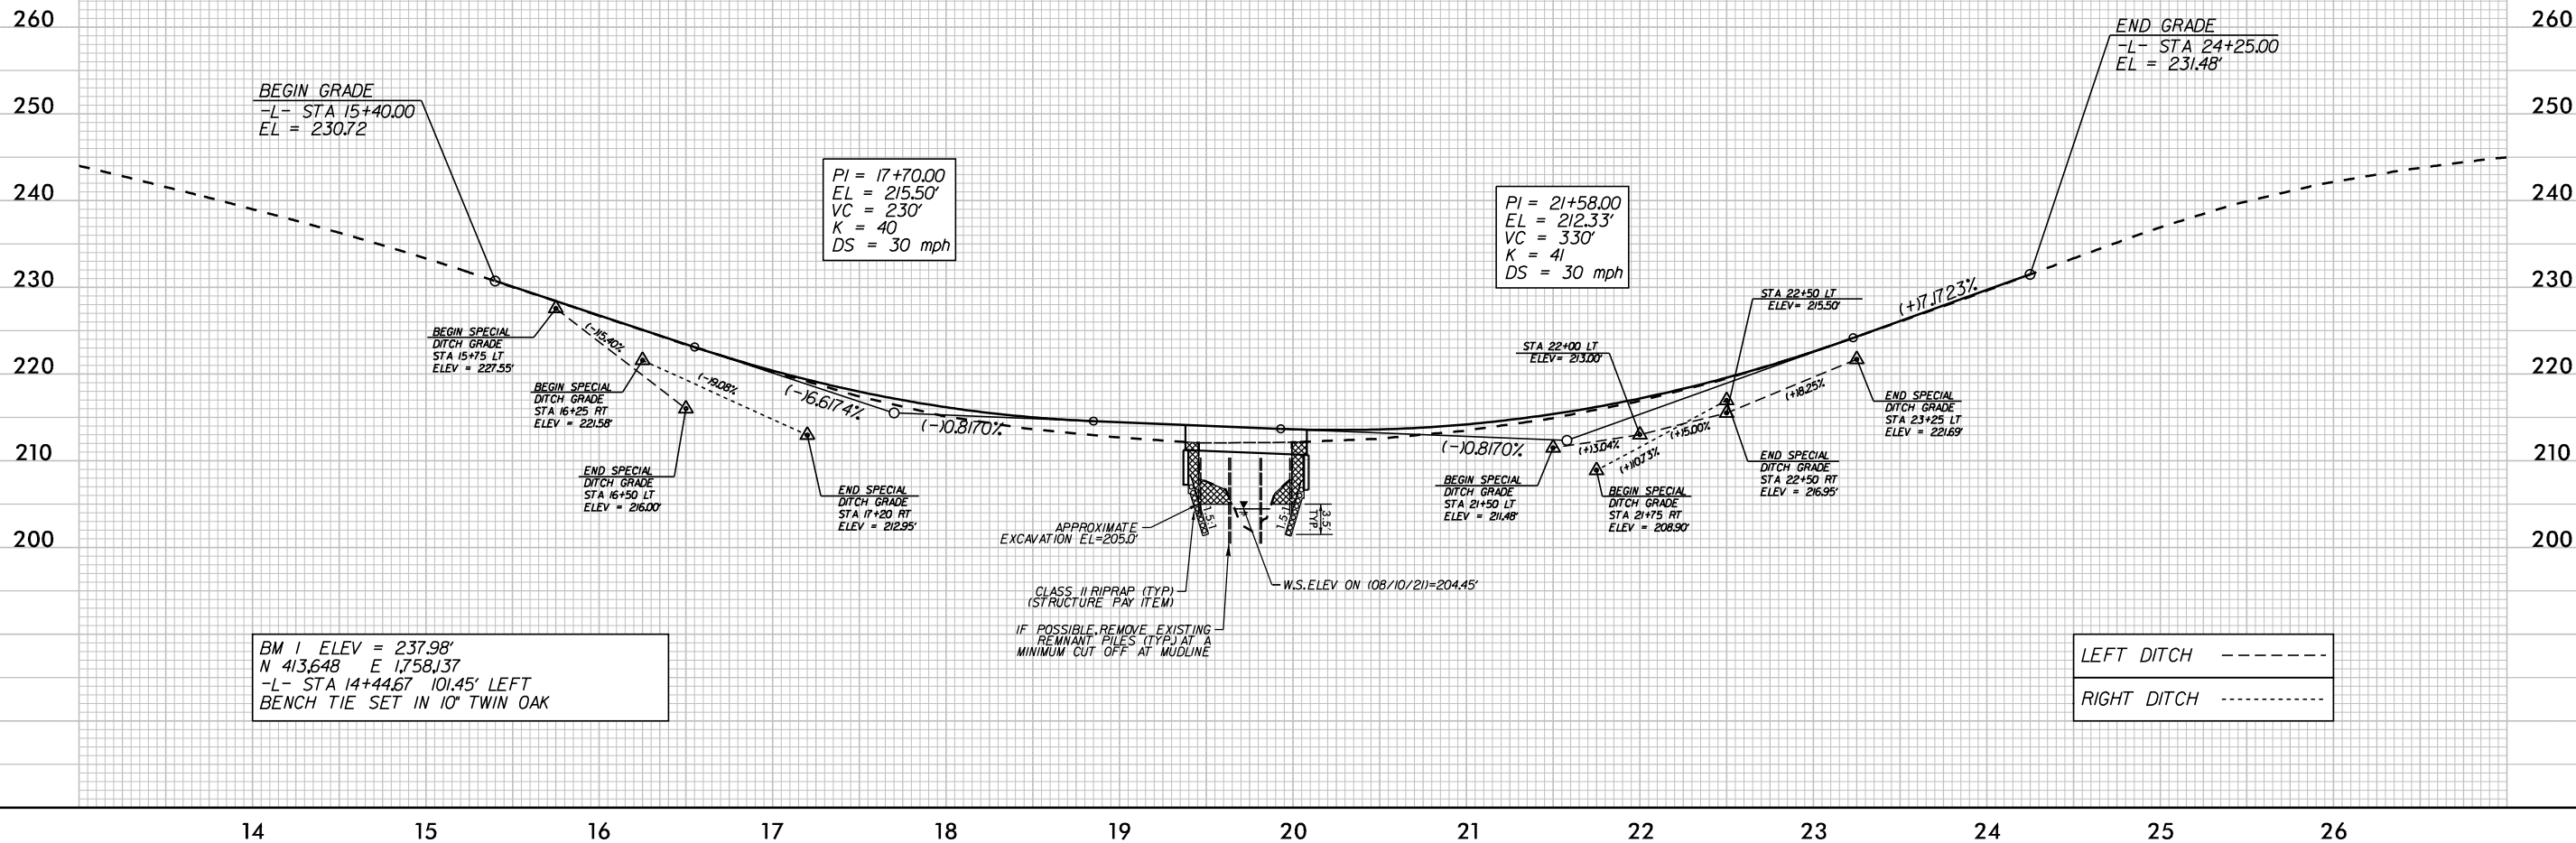 260
250
240
230
220
210
200
260
250
240
230
220
210
200
BEGIN GRADE
-L- STA 15+40.00
EL = 230.72
END GRADE
-L- STA 24+25.00
EL = 231.48'
PI = 17+70.00
EL = 215.50'
VC = 230'
K = 40
DS = 30 mph
PI = 21+58.00
EL = 212.33'
VC = 330'
K = 41
DS = 30 mph
BEGIN SPECIAL
DITCH GRADE
STA 15+75 LT
ELEV = 227.55'
(-)15.40%
BEGIN SPECIAL
DITCH GRADE
STA 16+25 RT
ELEV = 221.58'
(-)9.08%
(-)6.6174%
(-)0.8170%
END SPECIAL
DITCH GRADE
STA 16+50 LT
ELEV = 216.00'
END SPECIAL
DITCH GRADE
STA 17+20 RT
ELEV = 212.95'
STA 22+50 LT
ELEV= 215.50'
(+)7.1723%
STA 22+00 LT
ELEV= 213.00'
(+)8.25%
(+)5.00%
(+)3.04%
(+)10.73%
(-)0.8170%
END SPECIAL
DITCH GRADE
STA 23+25 LT
ELEV = 221.69'
END SPECIAL
DITCH GRADE
STA 22+50 RT
ELEV = 216.95'
BEGIN SPECIAL
DITCH GRADE
STA 21+50 LT
ELEV = 211.48'
BEGIN SPECIAL
DITCH GRADE
STA 21+75 RT
ELEV = 208.90'
1.5:1
1.5:1
3.5'
TYP
APPROXIMATE
EXCAVATION EL=205.0'
W.S.ELEV ON (08/10/21)=204.45'
CLASS II RIPRAP (TYP)
(STRUCTURE PAY ITEM)
IF POSSIBLE,REMOVE EXISTING
REMNANT PILES (TYP.) AT A
MINIMUM CUT OFF AT MUDLINE
BM 1 ELEV = 237.98'
N 413,648 E 1,758,137
-L- STA 14+44.67 101.45' LEFT
BENCH TIE SET IN 10" TWIN OAK
LEFT DITCH
RIGHT DITCH
14 15 16 17 18 19 20 21 22 23 24 25 26